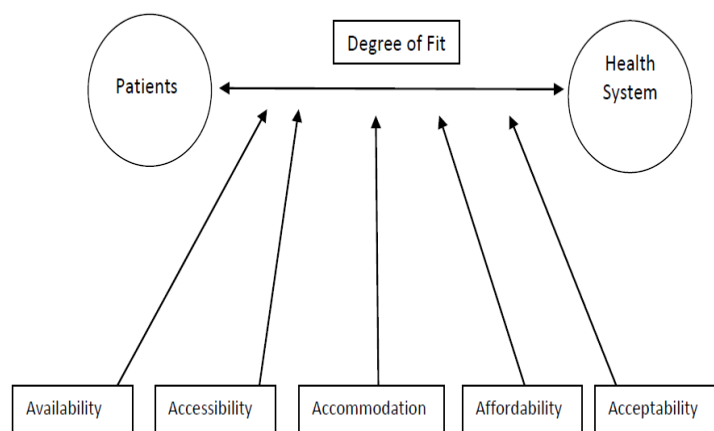 Degree of Fit
Patients
Health
System
Availability
Accessibility
Accommodation
Affordability
Acceptability